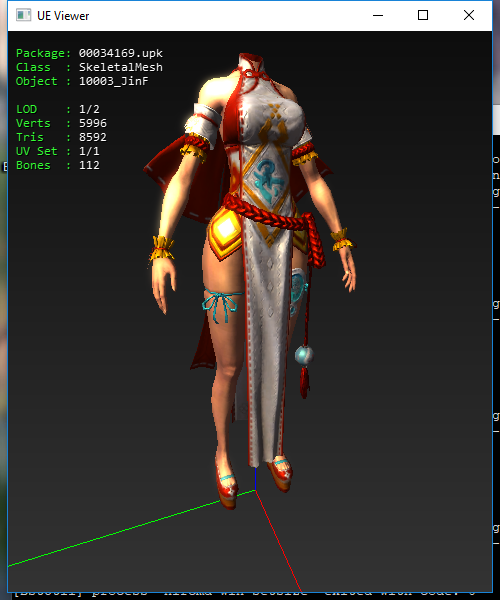 UE Viewer
Package: 00034169.upk
Class : SkeletalMesh
Object : 10003_JinF
LOD : 1/2
Verts : 5996
Tris : 8592
UV Set : 1/1
Bones : 112